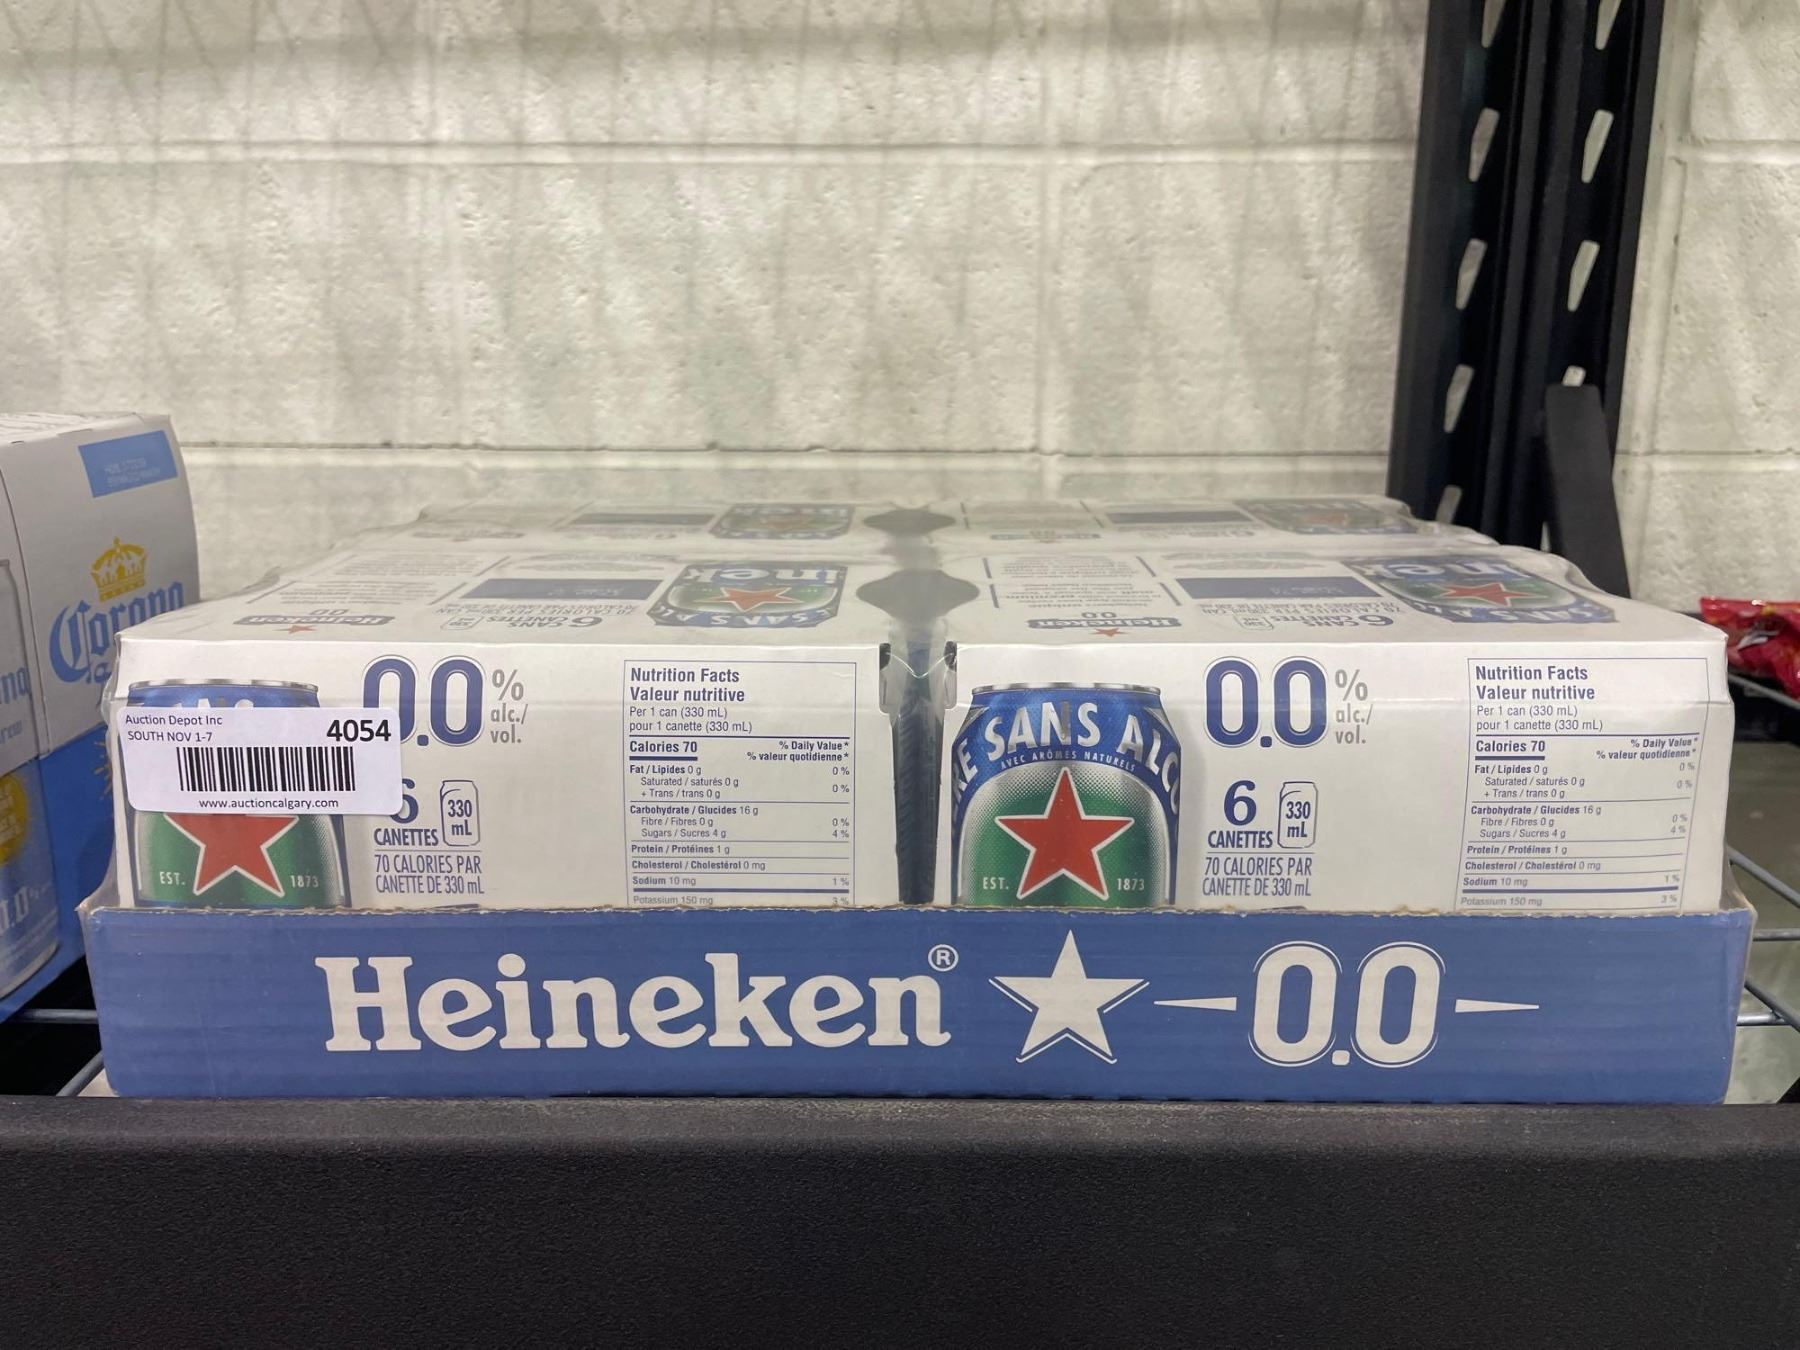 Corona
Auction Depot Inc
SOUTH NOV 1-7
4054
www.auctioncalgary.com
0.0%
alc./
vol.
6
330
mL
CANETTES
70 CALORIES PAR
CANETTE DE 330 mL
EST.
1873
Nutrition Facts
Valeur nutritive
Per 1 can (330 mL)
pour 1 canette (330 mL)
Calories 70
% Daily Value*
% valeur quotidienne*
Fat / Lipides 0 g
0 %
Saturated / saturés 0 g
+ Trans / trans 0 g
0 %
Carbohydrate / Glucides 16 g
Fibre / Fibres 0 g
0 %
Sugars / Sucres 4 g
4 %
Protein / Protéines 1 g
Cholesterol / Cholestérol 0 mg
Sodium 10 mg
1 %
Potassium 150 mg
3 %
SANS ALCO
AVEC ARÔMES NATURELS
EST.
1873
0.0%
alc./
vol.
6
330
mL
CANETTES
70 CALORIES PAR
CANETTE DE 330 mL
Nutrition Facts
Valeur nutritive
Per 1 can (330 mL)
pour 1 canette (330 mL)
Calories 70
% Daily Value*
% valeur quotidienne*
Fat / Lipides 0 g
0 %
Saturated / saturés 0 g
+ Trans / trans 0 g
0 %
Carbohydrate / Glucides 16 g
Fibre / Fibres 0 g
0 %
Sugars / Sucres 4 g
4 %
Protein / Protéines 1 g
Cholesterol / Cholestérol 0 mg
Sodium 10 mg
1 %
Potassium 150 mg
3 %
Heineken® 0.0